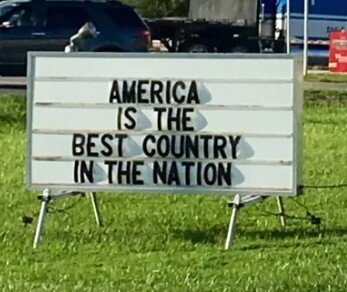 AMERICA
IS THE
BEST COUNTRY
IN THE NATION